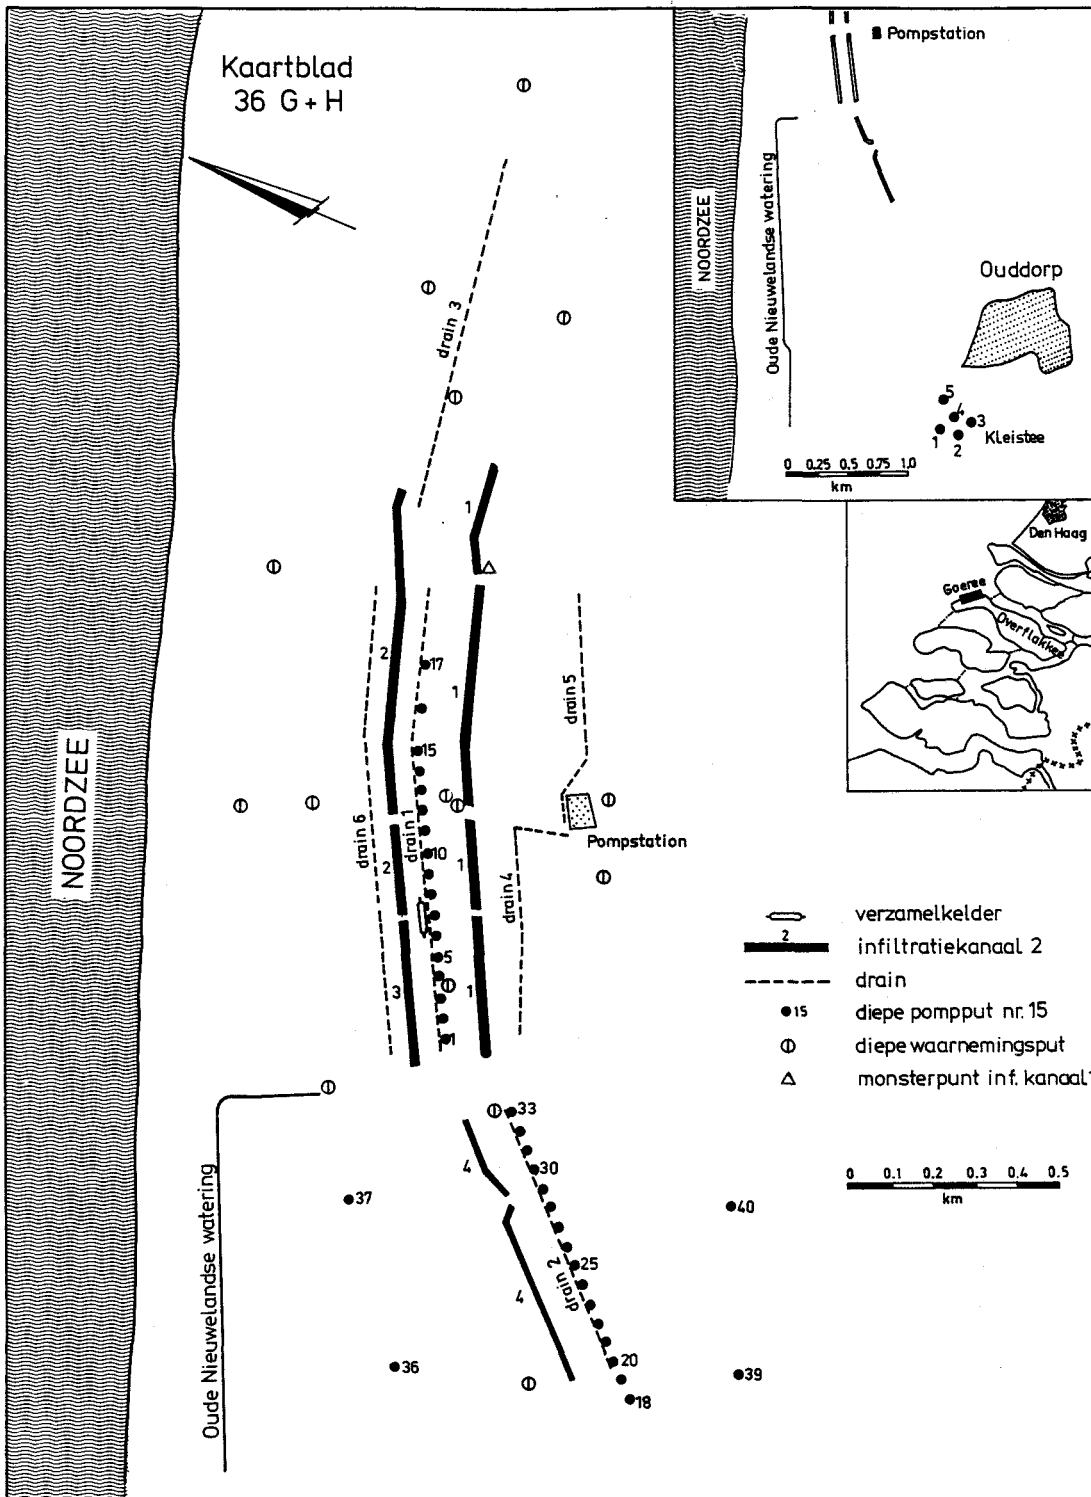 Kaartblad
36 G + H
drain 3
1
2
17
1
15
drain 5
NOORDZEE
drain 6
drain 1
10
2
1
drain 4
Pompstation
5
3
1
1
33
4
30
37
40
Oude Nieuwelandse watering
25
drain 2
4
20
36
39
18
Pompstation
NOORDZEE
Oude Nieuwelandse watering
Ouddorp
5
4
3
1
2
Kleistee
0 0.25 0.5 0.75 1.0
km
Den Haag
Goeree
Overflakkee
verzamelkelder
2
infiltratiekanaal 2
drain
15
diepe pompput nr. 15
diepe waarnemingsput
monsterpunt inf. kanaal 1
0 0.1 0.2 0.3 0.4 0.5
km